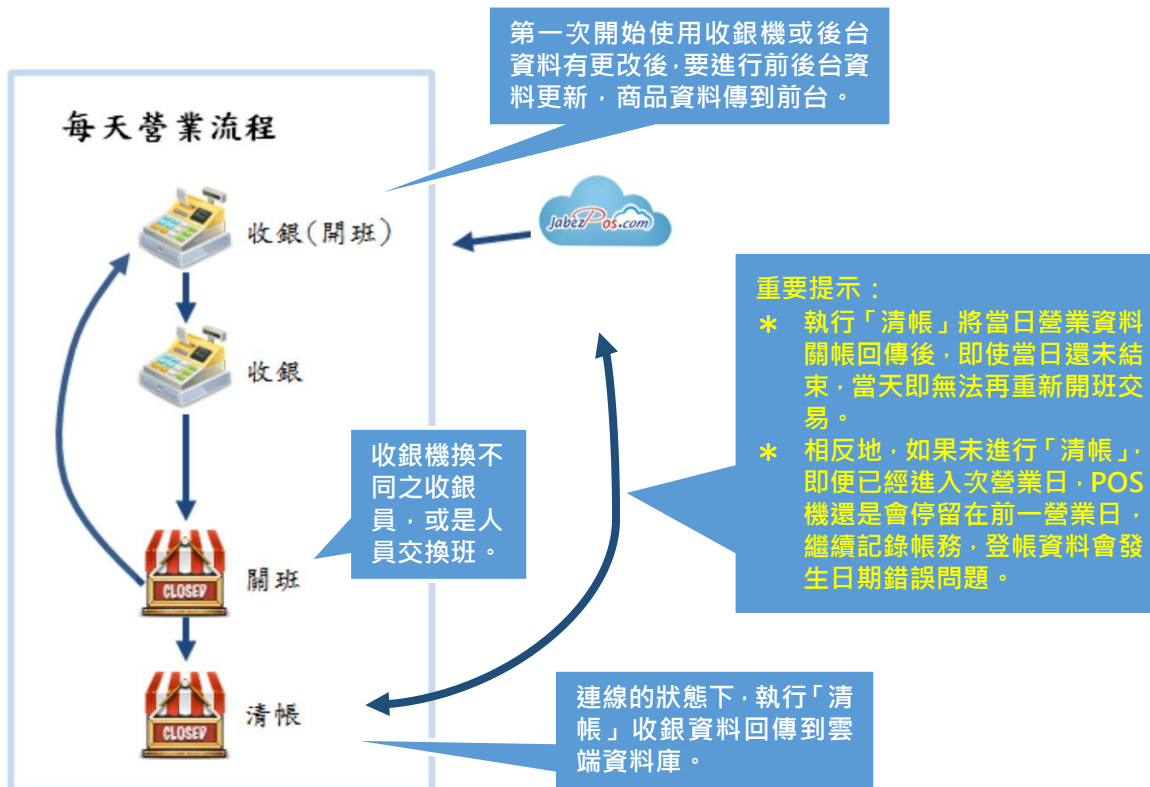 第一次開始使用收銀機或後台
資料有更改後，要進行前後台資
料更新，商品資料傳到前台。
每天營業流程
收銀(開班)
JabezPos.com
收銀
重要提示：
＊ 執行「清帳」將當日營業資料
關帳回傳後，即使當日還未結
束，當天即無法再重新開班交
易。
＊ 相反地，如果未進行「清帳」，
即便已經進入次營業日，POS
機還是會停留在前一營業日，
繼續記錄帳務，登帳資料會發
生日期錯誤問題。
收銀機換不
同之收銀
員，或是人
員交換班。
CLOSED
關班
CLOSED
清帳
連線的狀態下，執行「清
帳」收銀資料回傳到雲
端資料庫。